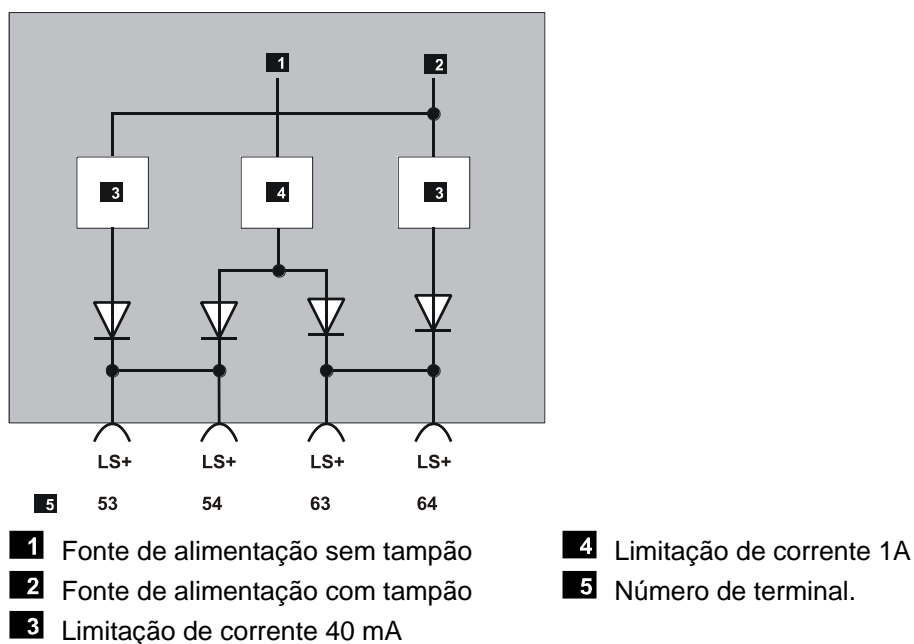 1 2
3 4 3
LS+ LS+ LS+ LS+
5 53 54 63 64
1 Fonte de alimentação sem tampão
2 Fonte de alimentação com tampão
3 Limitação de corrente 40 mA
4 Limitação de corrente 1A
5 Número de terminal.